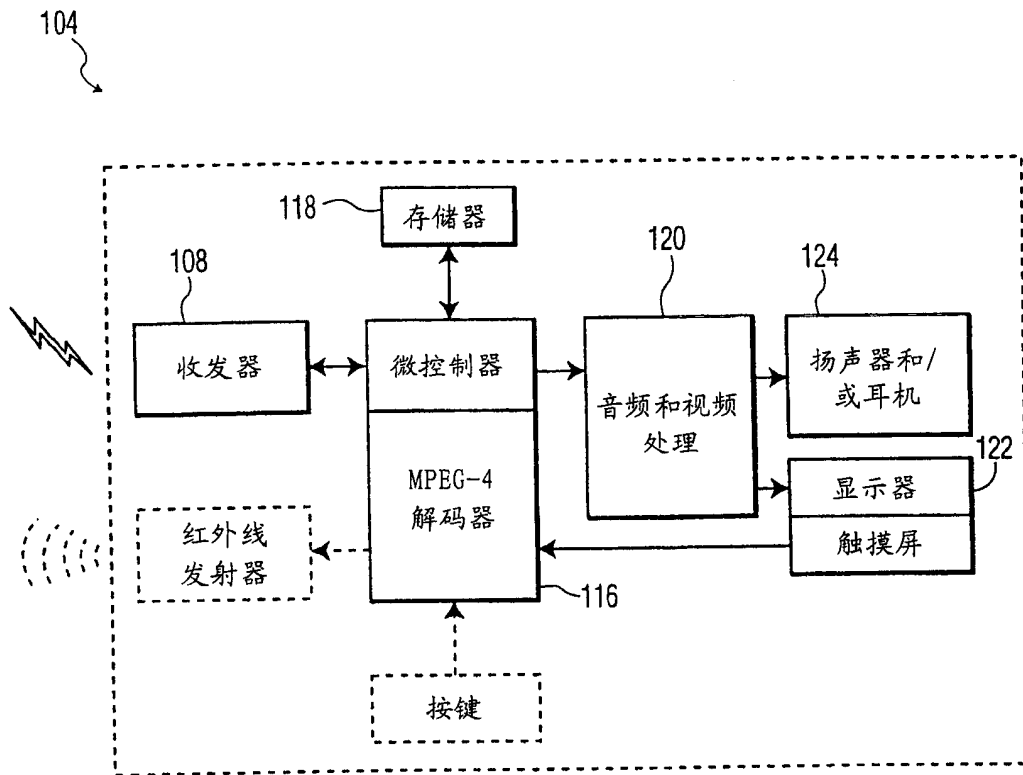 104
118
存储器
108
120
124
收发器
微控制器
音频和视频
处理
扬声器和/
或耳机
122
MPEG-4
解码器
显示器
触摸屏
红外线
发射器
116
按键